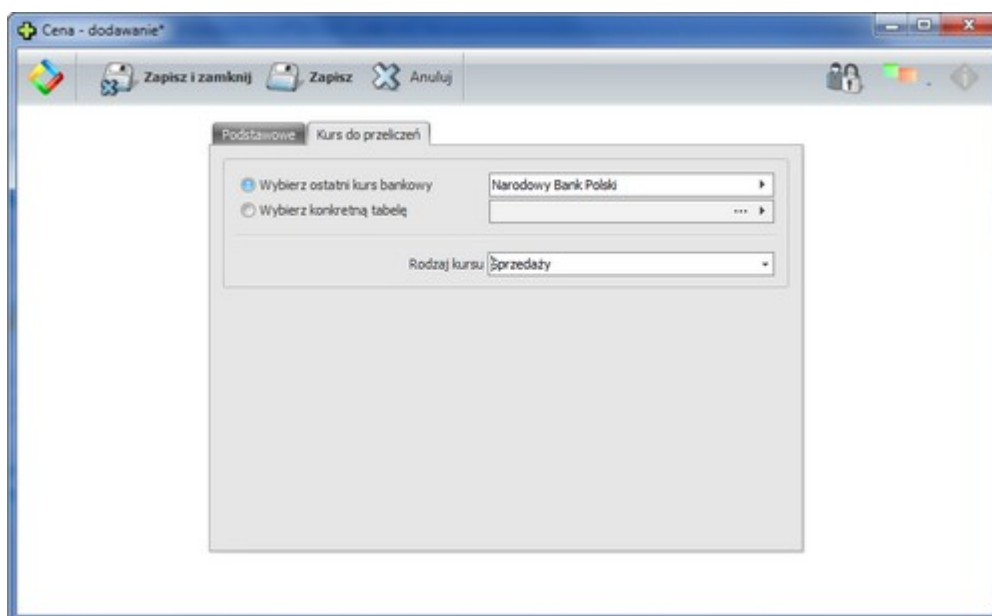 Cena - dodawanie*
Zapisz i zamknij Zapisz Anuluj
Podstawowe Kurs do przeliczeń
Wybierz ostatni kurs bankowy Narodowy Bank Polski
Wybierz konkretną tabelę ...
Rodzaj kursu Sprzedaży